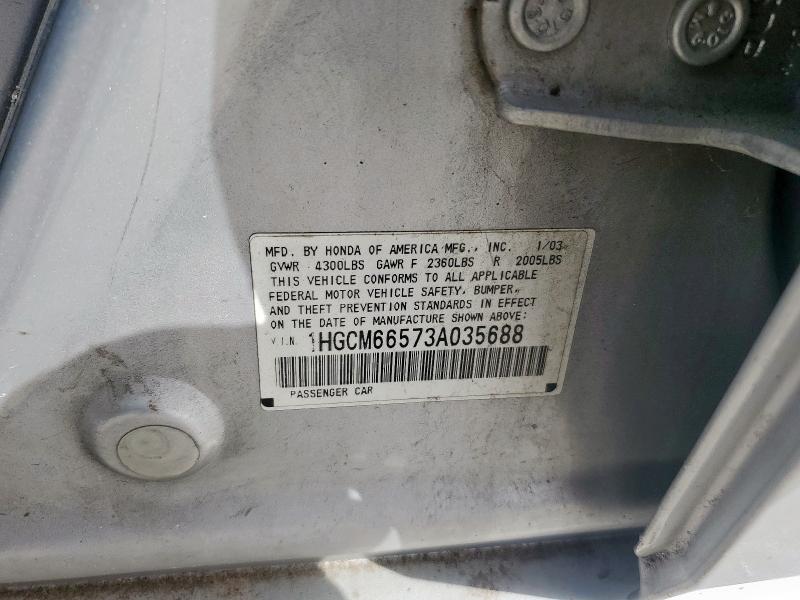 MFD. BY HONDA OF AMERICA MFG., INC. 1/03
GVWR 4300LBS GAWR F 2360LBS R 2005LBS
THIS VEHICLE CONFORMS TO ALL APPLICABLE
FEDERAL MOTOR VEHICLE SAFETY, BUMPER,
AND THEFT PREVENTION STANDARDS IN EFFECT
ON THE DATE OF MANUFACTURE SHOWN ABOVE:
V.I.N. 1HGCM66573A035688
PASSENGER CAR